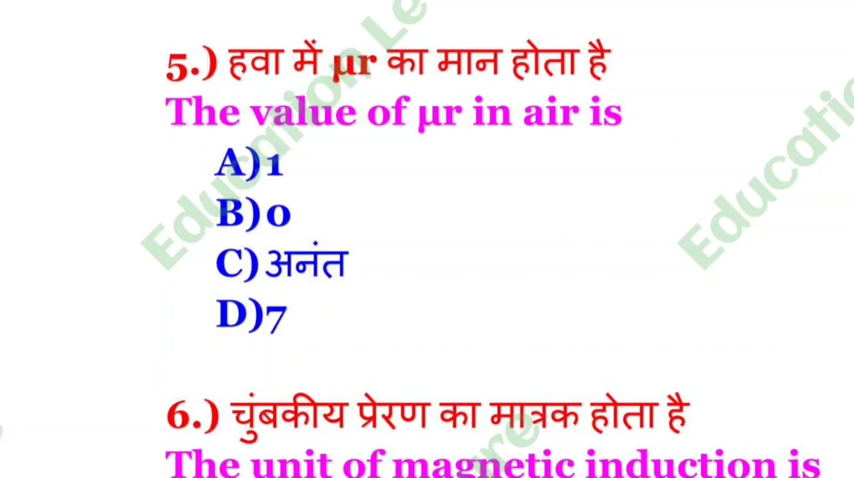 5.) हवा में μr का मान होता है
The value of μr in air is
A) 1
B) 0
C) अनंत
D)7
6.) चुंबकीय प्रेरण का मात्रक होता है
The unit of magnetic induction is